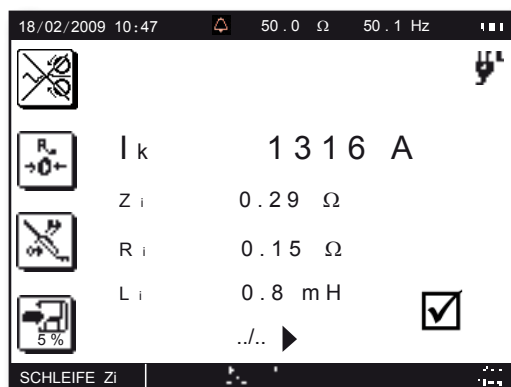 18/02/2009 10:47 50.0 Ω 50.1 Hz
R
→0←
Ik 1316 A
Zi 0.29 Ω
Ri 0.15 Ω
Li 0.8 mH
5 %
../..
SCHLEIFE Zi